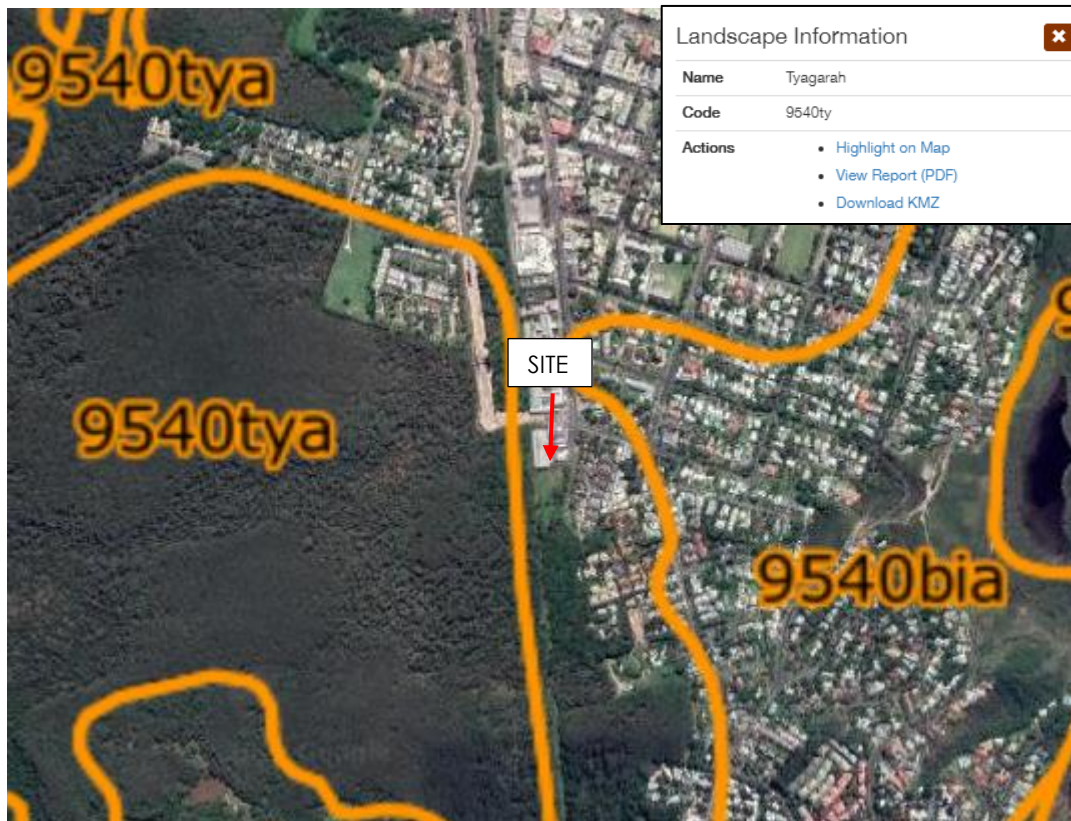 Landscape Information
Name Tyagarah
Code 9540ty
Actions
• Highlight on Map
• View Report (PDF)
• Download KMZ
9540tya
SITE
9540tya
9540bia
9